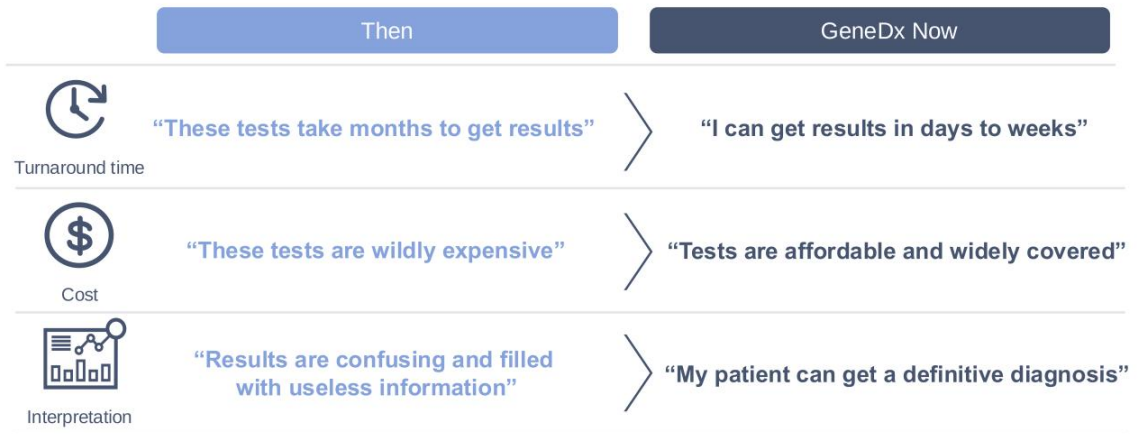 Then
GeneDx Now
“These tests take months to get results”
“I can get results in days to weeks”
Turnaround time
“These tests are wildly expensive”
“Tests are affordable and widely covered”
Cost
“Results are confusing and filled
with useless information”
“My patient can get a definitive diagnosis”
Interpretation